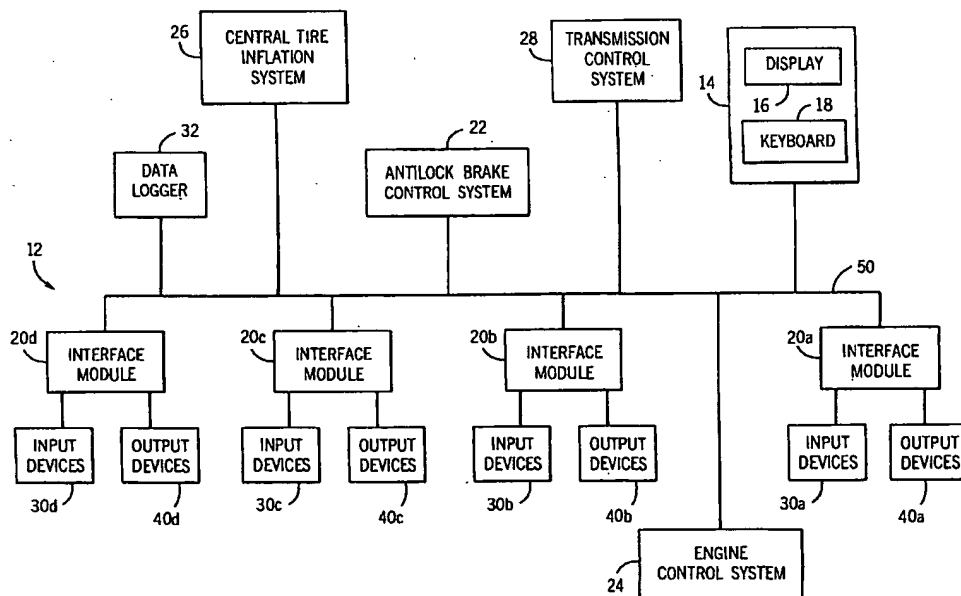 26
CENTRAL TIRE
INFLATION
SYSTEM
28
TRANSMISSION
CONTROL
SYSTEM
14
DISPLAY
16
18
KEYBOARD
32
DATA
LOGGER
22
ANTILOCK BRAKE
CONTROL SYSTEM
12
50
20d
INTERFACE
MODULE
20c
INTERFACE
MODULE
20b
INTERFACE
MODULE
20a
INTERFACE
MODULE
INPUT
DEVICES
30d
OUTPUT
DEVICES
40d
INPUT
DEVICES
30c
OUTPUT
DEVICES
40c
INPUT
DEVICES
30b
OUTPUT
DEVICES
40b
INPUT
DEVICES
30a
OUTPUT
DEVICES
40a
ENGINE
CONTROL SYSTEM
24